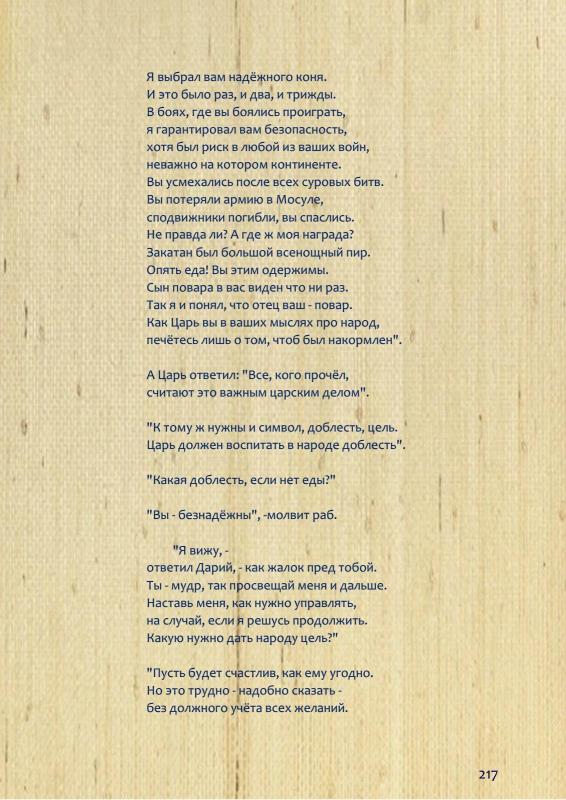 Я выбрал вам надёжного коня.
И это было раз, и два, и трижды.
В боях, где вы боялись проиграть,
я гарантировал вам безопасность,
хотя был риск в любой из ваших войн,
неважно на котором континенте.
Вы усмехались после всех суровых битв.
Вы потеряли армию в Мосуле,
сподвижники погибли, вы спаслись.
Не правда ли? А где ж моя награда?
Закатан был большой всенощный пир.
Опять еда! Вы этим одержимы.
Сын повара в вас виден что ни раз.
Так я и понял, что отец ваш - повар.
Как Царь вы в ваших мыслях про народ,
печётесь лишь о том, чтоб был накормлен".
А Царь ответил: "Все, кого прочёл,
считают это важным царским делом".
"К тому ж нужны и символ, доблесть, цель.
Царь должен воспитать в народе доблесть".
"Какая доблесть, если нет еды?"
"Вы - безнадёжны", -молвит раб.
"Я вижу, -
ответил Дарий, - как жалок пред тобой.
Ты - мудр, так просвещай меня и дальше.
Наставь меня, как нужно управлять,
на случай, если я решусь продолжить.
Какую нужно дать народу цель?"
"Пусть будет счастлив, как ему угодно.
Но это трудно - надобно сказать -
без должного учёта всех желаний.
217